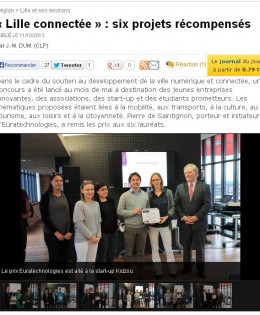 Région > Lille et ses environs
« Lille connectée » : six projets récompensés
PUBLIÉ LE
Par J.-M. DUM. (CLP)
Recommander 27 Tweeter 1 Réaction (1)
Le journal du jour
à partir de 0.79 €
Dans le cadre du soutien au développement de la ville numérique et connectée, un
concours a été lancé au mois de mai à destination des jeunes entreprises
innovantes, des associations, des start-up et des étudiants prometteurs. Les
thématiques proposées étaient liées à la mobilité, aux transports, à la culture, au
tourisme, aux loisirs et à la citoyenneté. Pierre de Saintignon, porteur et initiateur
d'Euratechnologies, a remis les prix aux six lauréats.
Le prix Euratechnologies est allé à la start-up Kidzou.